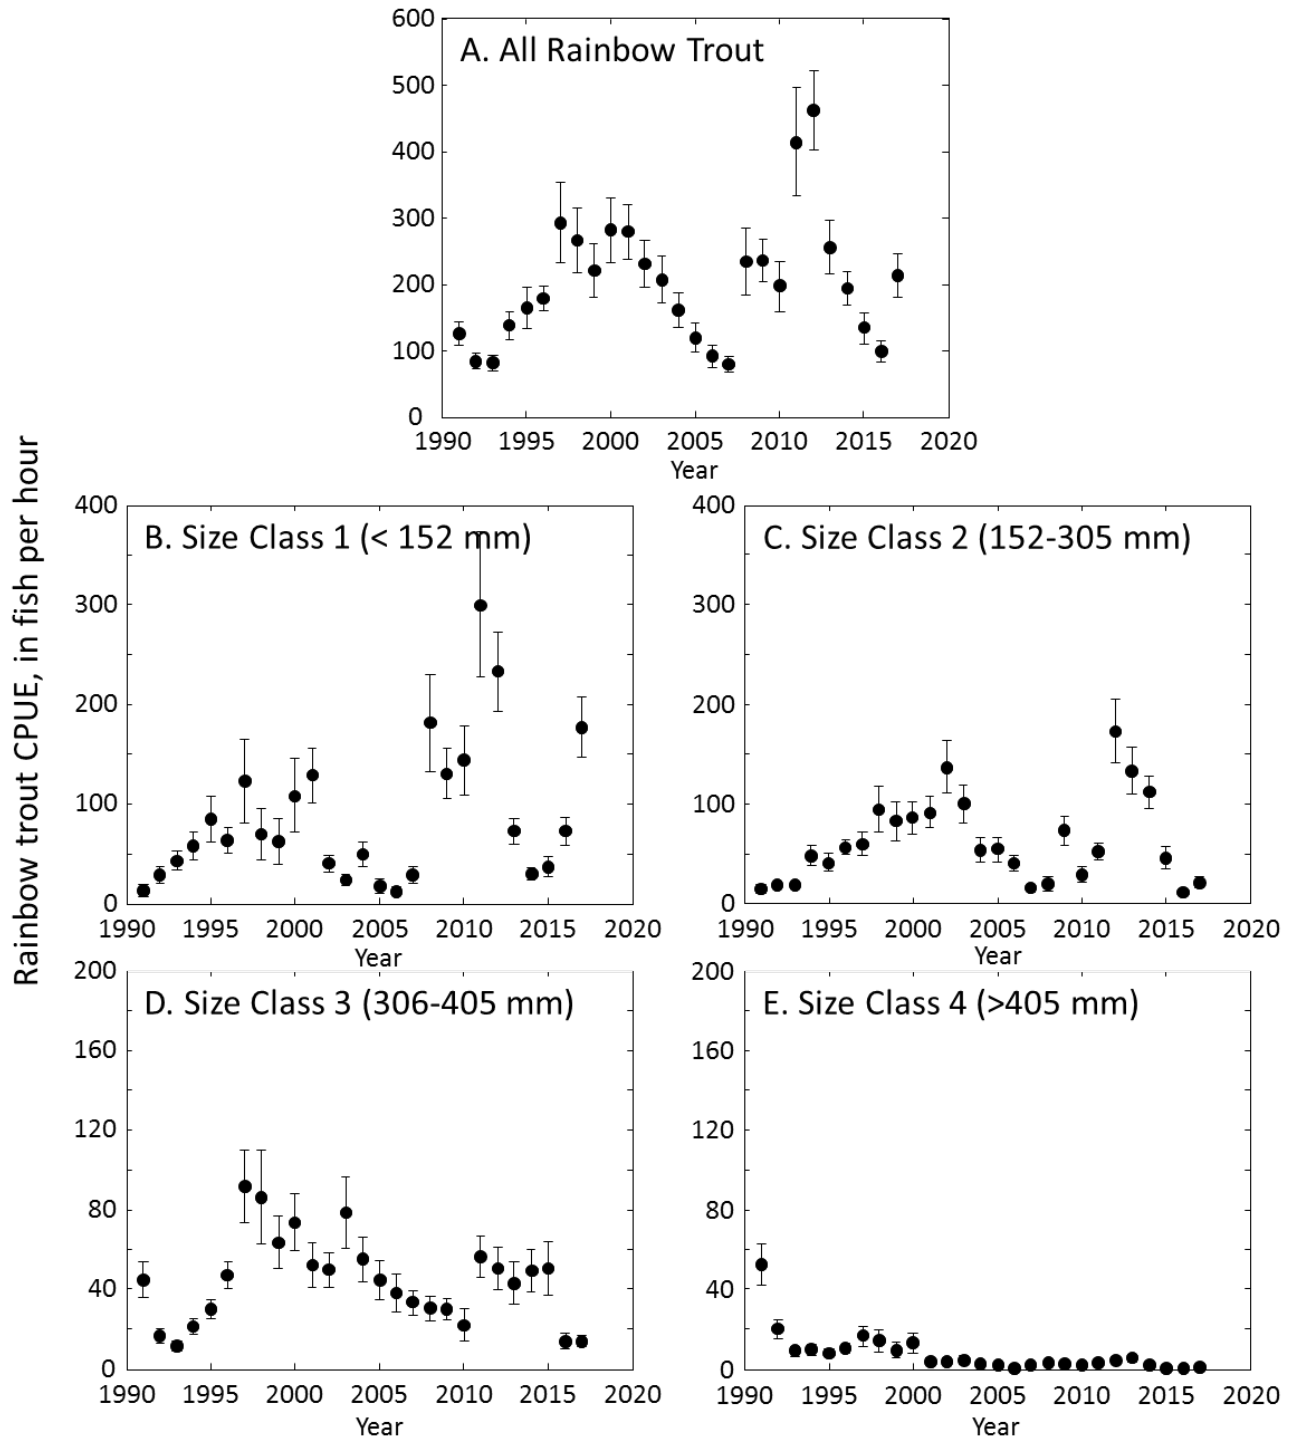 600
A. All Rainbow Trout
500
400
300
200
100
0
1990 1995 2000 2005 2010 2015 2020
Year
Rainbow trout CPUE, in fish per hour
400
B. Size Class 1 (< 152 mm)
300
200
100
0
1990 1995 2000 2005 2010 2015 2020
Year
400
C. Size Class 2 (152-305 mm)
300
200
100
0
1990 1995 2000 2005 2010 2015 2020
Year
200
D. Size Class 3 (306-405 mm)
160
120
80
40
0
1990 1995 2000 2005 2010 2015 2020
Year
200
E. Size Class 4 (>405 mm)
160
120
80
40
0
1990 1995 2000 2005 2010 2015 2020
Year